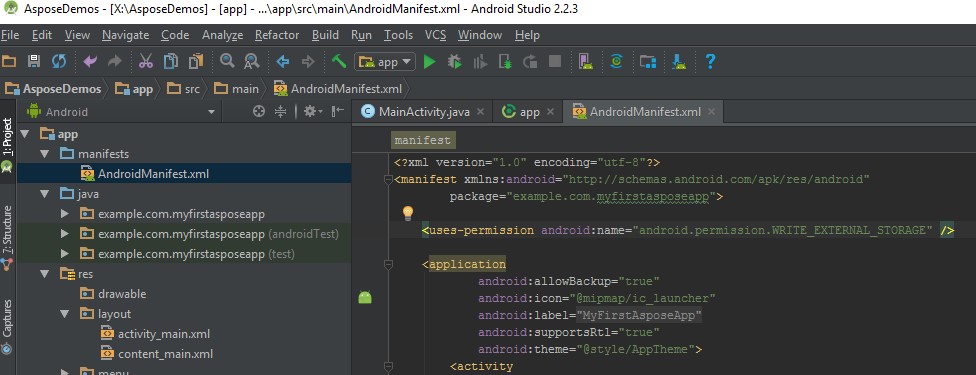 AsposeDemos - [X:\AsposeDemos] - [app] - ...\app\src\main\AndroidManifest.xml - Android Studio 2.2.3
File Edit View Navigate Code Analyze Refactor Build Run Tools VCS Window Help
app
AsposeDemos app src main AndroidManifest.xml
Android
MainActivity.java app AndroidManifest.xml
1: Project
7: Structure
Captures
app
manifests
AndroidManifest.xml
java
example.com.myfirstasposeapp
example.com.myfirstasposeapp (androidTest)
example.com.myfirstasposeapp (test)
res
drawable
layout
activity_main.xml
content_main.xml
menu
manifest
<?xml version="1.0" encoding="utf-8"?>
<manifest xmlns:android="http://schemas.android.com/apk/res/android"
package="example.com.myfirstasposeapp">
<uses-permission android:name="android.permission.WRITE_EXTERNAL_STORAGE" />
<application
android:allowBackup="true"
android:icon="@mipmap/ic_launcher"
android:label="MyFirstAsposeApp"
android:supportsRtl="true"
android:theme="@style/AppTheme">
<activity